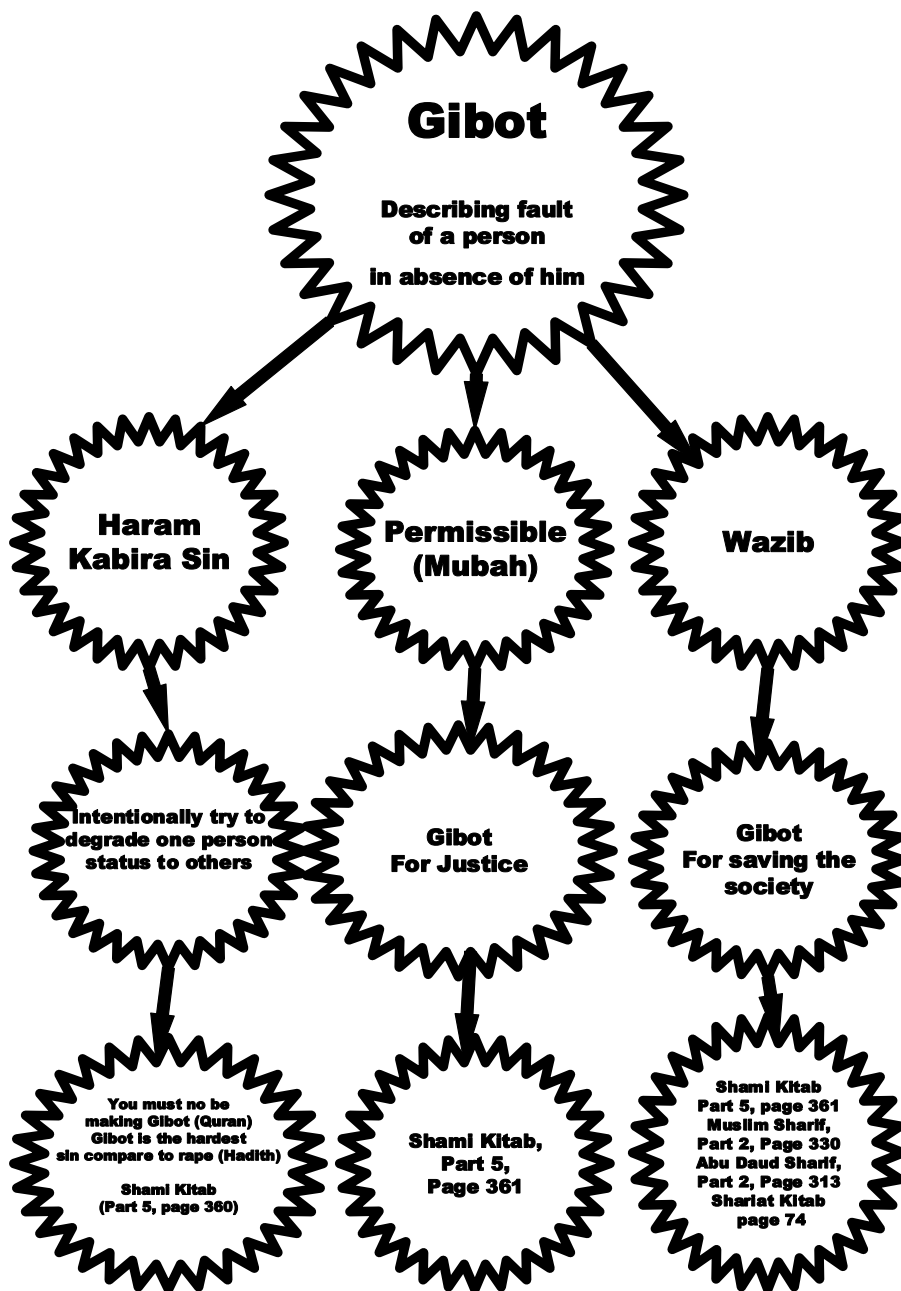 Gibot
Describing fault
of a person
in absence of him
Haram
Kabira Sin
Permissible
(Mubah)
Wazib
Intentionally try to
degrade one person
status to others
Gibot
For Justice
Gibot
For saving the
society
You must no be
making Gibot (Quran)
Gibot is the hardest
sin compare to rape (Hadith)
Shami Kitab
(Part 5, page 360)
Shami Kitab,
Part 5,
Page 361
Shami Kitab
Part 5, page 361
Muslim Sharif,
Part 2, Page 330
Abu Daud Sharif,
Part 2, Page 313
Shariat Kitab
page 74